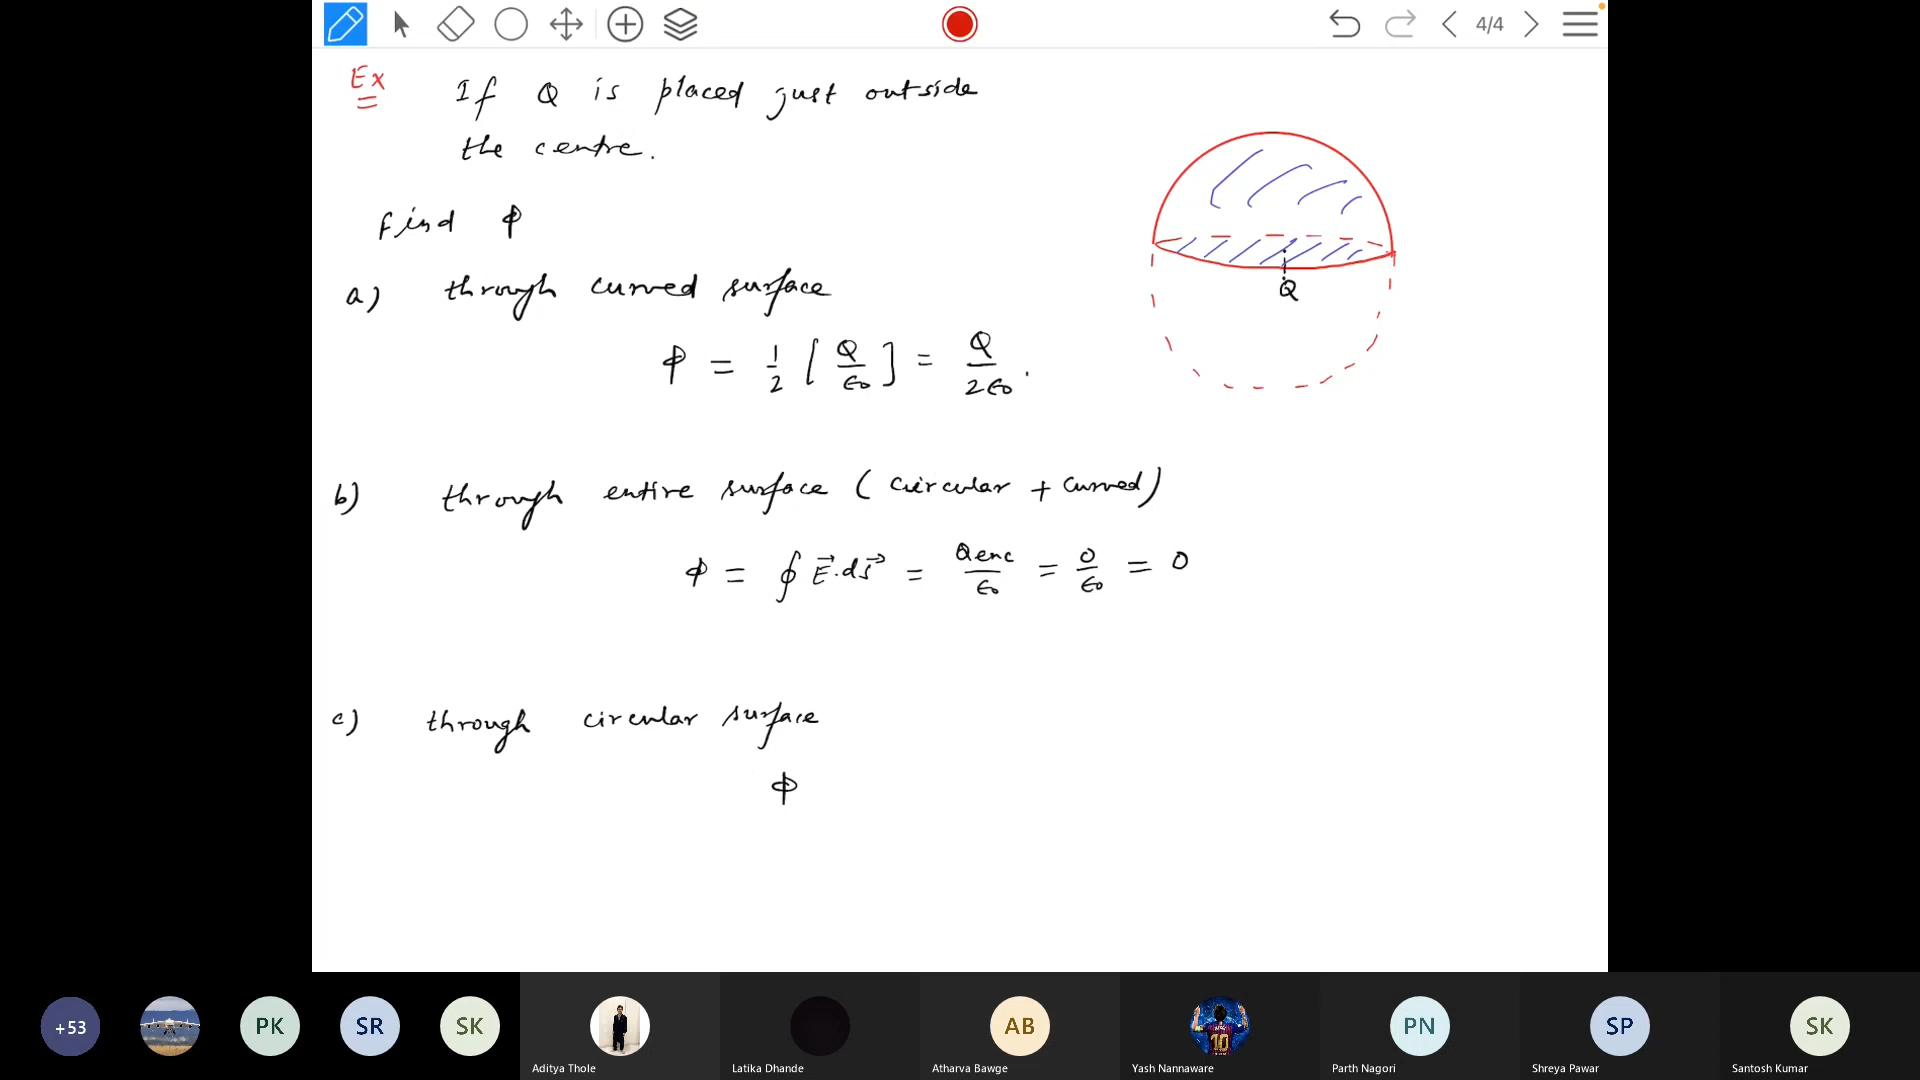 4/4
Ex If Q is placed just outside
the centre.
Find ϕ
a) through curved surface
ϕ = 1/2 [Q/ε₀] = Q/2ε₀.
Q
b) through entire surface (circular + curved)
ϕ = ∮ E⃗.ds⃗ = Qenc/ε₀ = 0/ε₀ = 0
c) through circular surface
ϕ
+53 PK SR SK AB PN SP SK
10
Aditya Thole Latika Dhande Atharva Bawge Yash Nannaware Parth Nagori Shreya Pawar Santosh Kumar